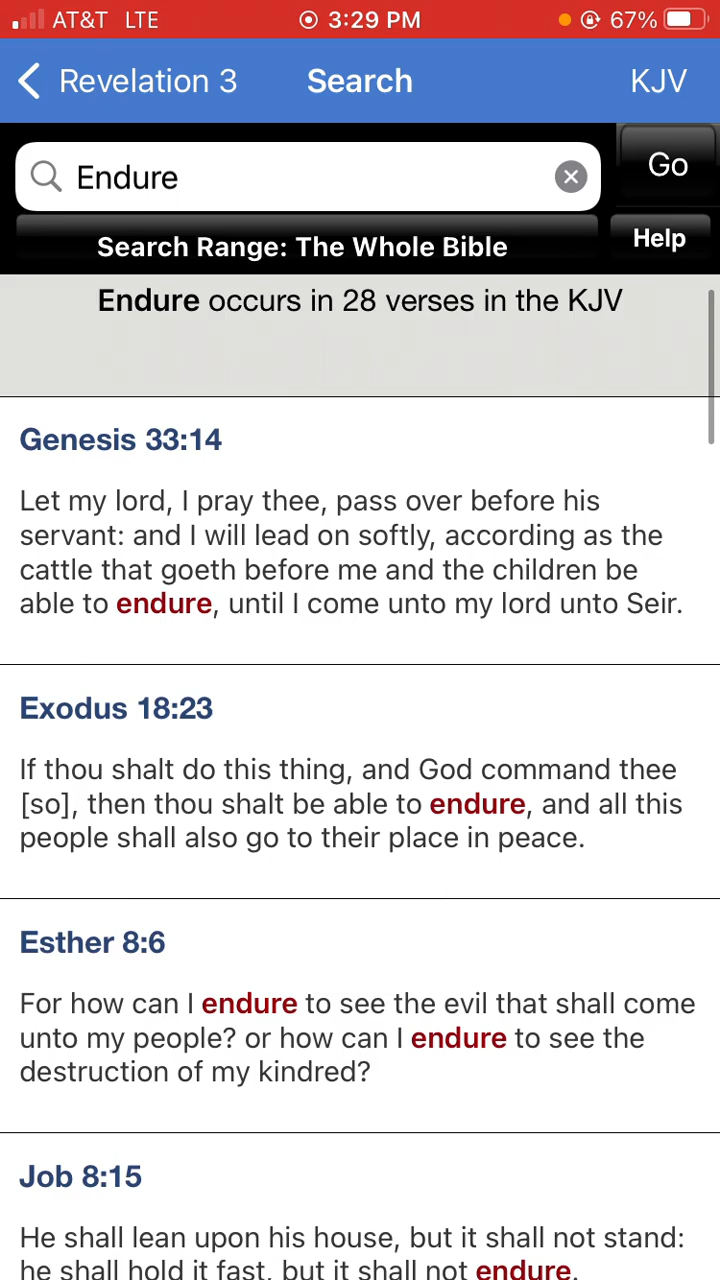 AT&T LTE 3:29 PM 67%
Revelation 3 Search KJV
Endure Go
Search Range: The Whole Bible Help
Endure occurs in 28 verses in the KJV
Genesis 33:14
Let my lord, I pray thee, pass over before his
servant: and I will lead on softly, according as the
cattle that goeth before me and the children be
able to endure, until I come unto my lord unto Seir.
Exodus 18:23
If thou shalt do this thing, and God command thee
[so], then thou shalt be able to endure, and all this
people shall also go to their place in peace.
Esther 8:6
For how can I endure to see the evil that shall come
unto my people? or how can I endure to see the
destruction of my kindred?
Job 8:15
He shall lean upon his house, but it shall not stand:
he shall hold it fast, but it shall not endure.